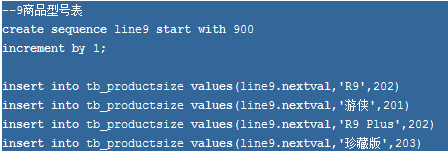 --9商品型号表
create sequence line9 start with 900
increment by 1;
insert into tb_productsize values(line9.nextval,'R9',202)
insert into tb_productsize values(line9.nextval,'游侠',201)
insert into tb_productsize values(line9.nextval,'R9 Plus',202)
insert into tb_productsize values(line9.nextval,'珍藏版',203)